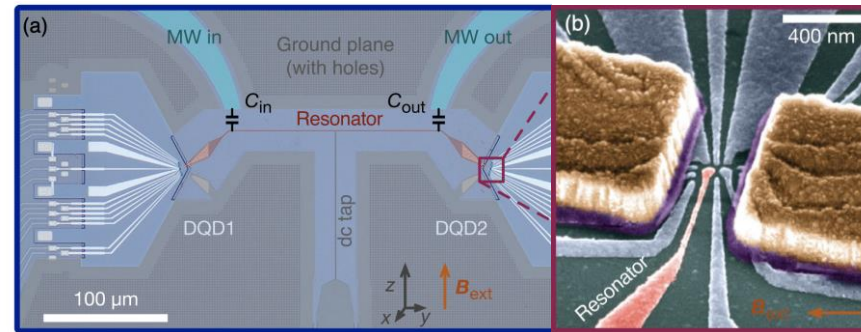 (a)
MW in
Ground plane
(with holes)
MW out
C_in
C_out
Resonator
DQD1
DQD2
dc tap
z
x
y
B_ext
100 µm
(b)
400 nm
Resonator
B_ext